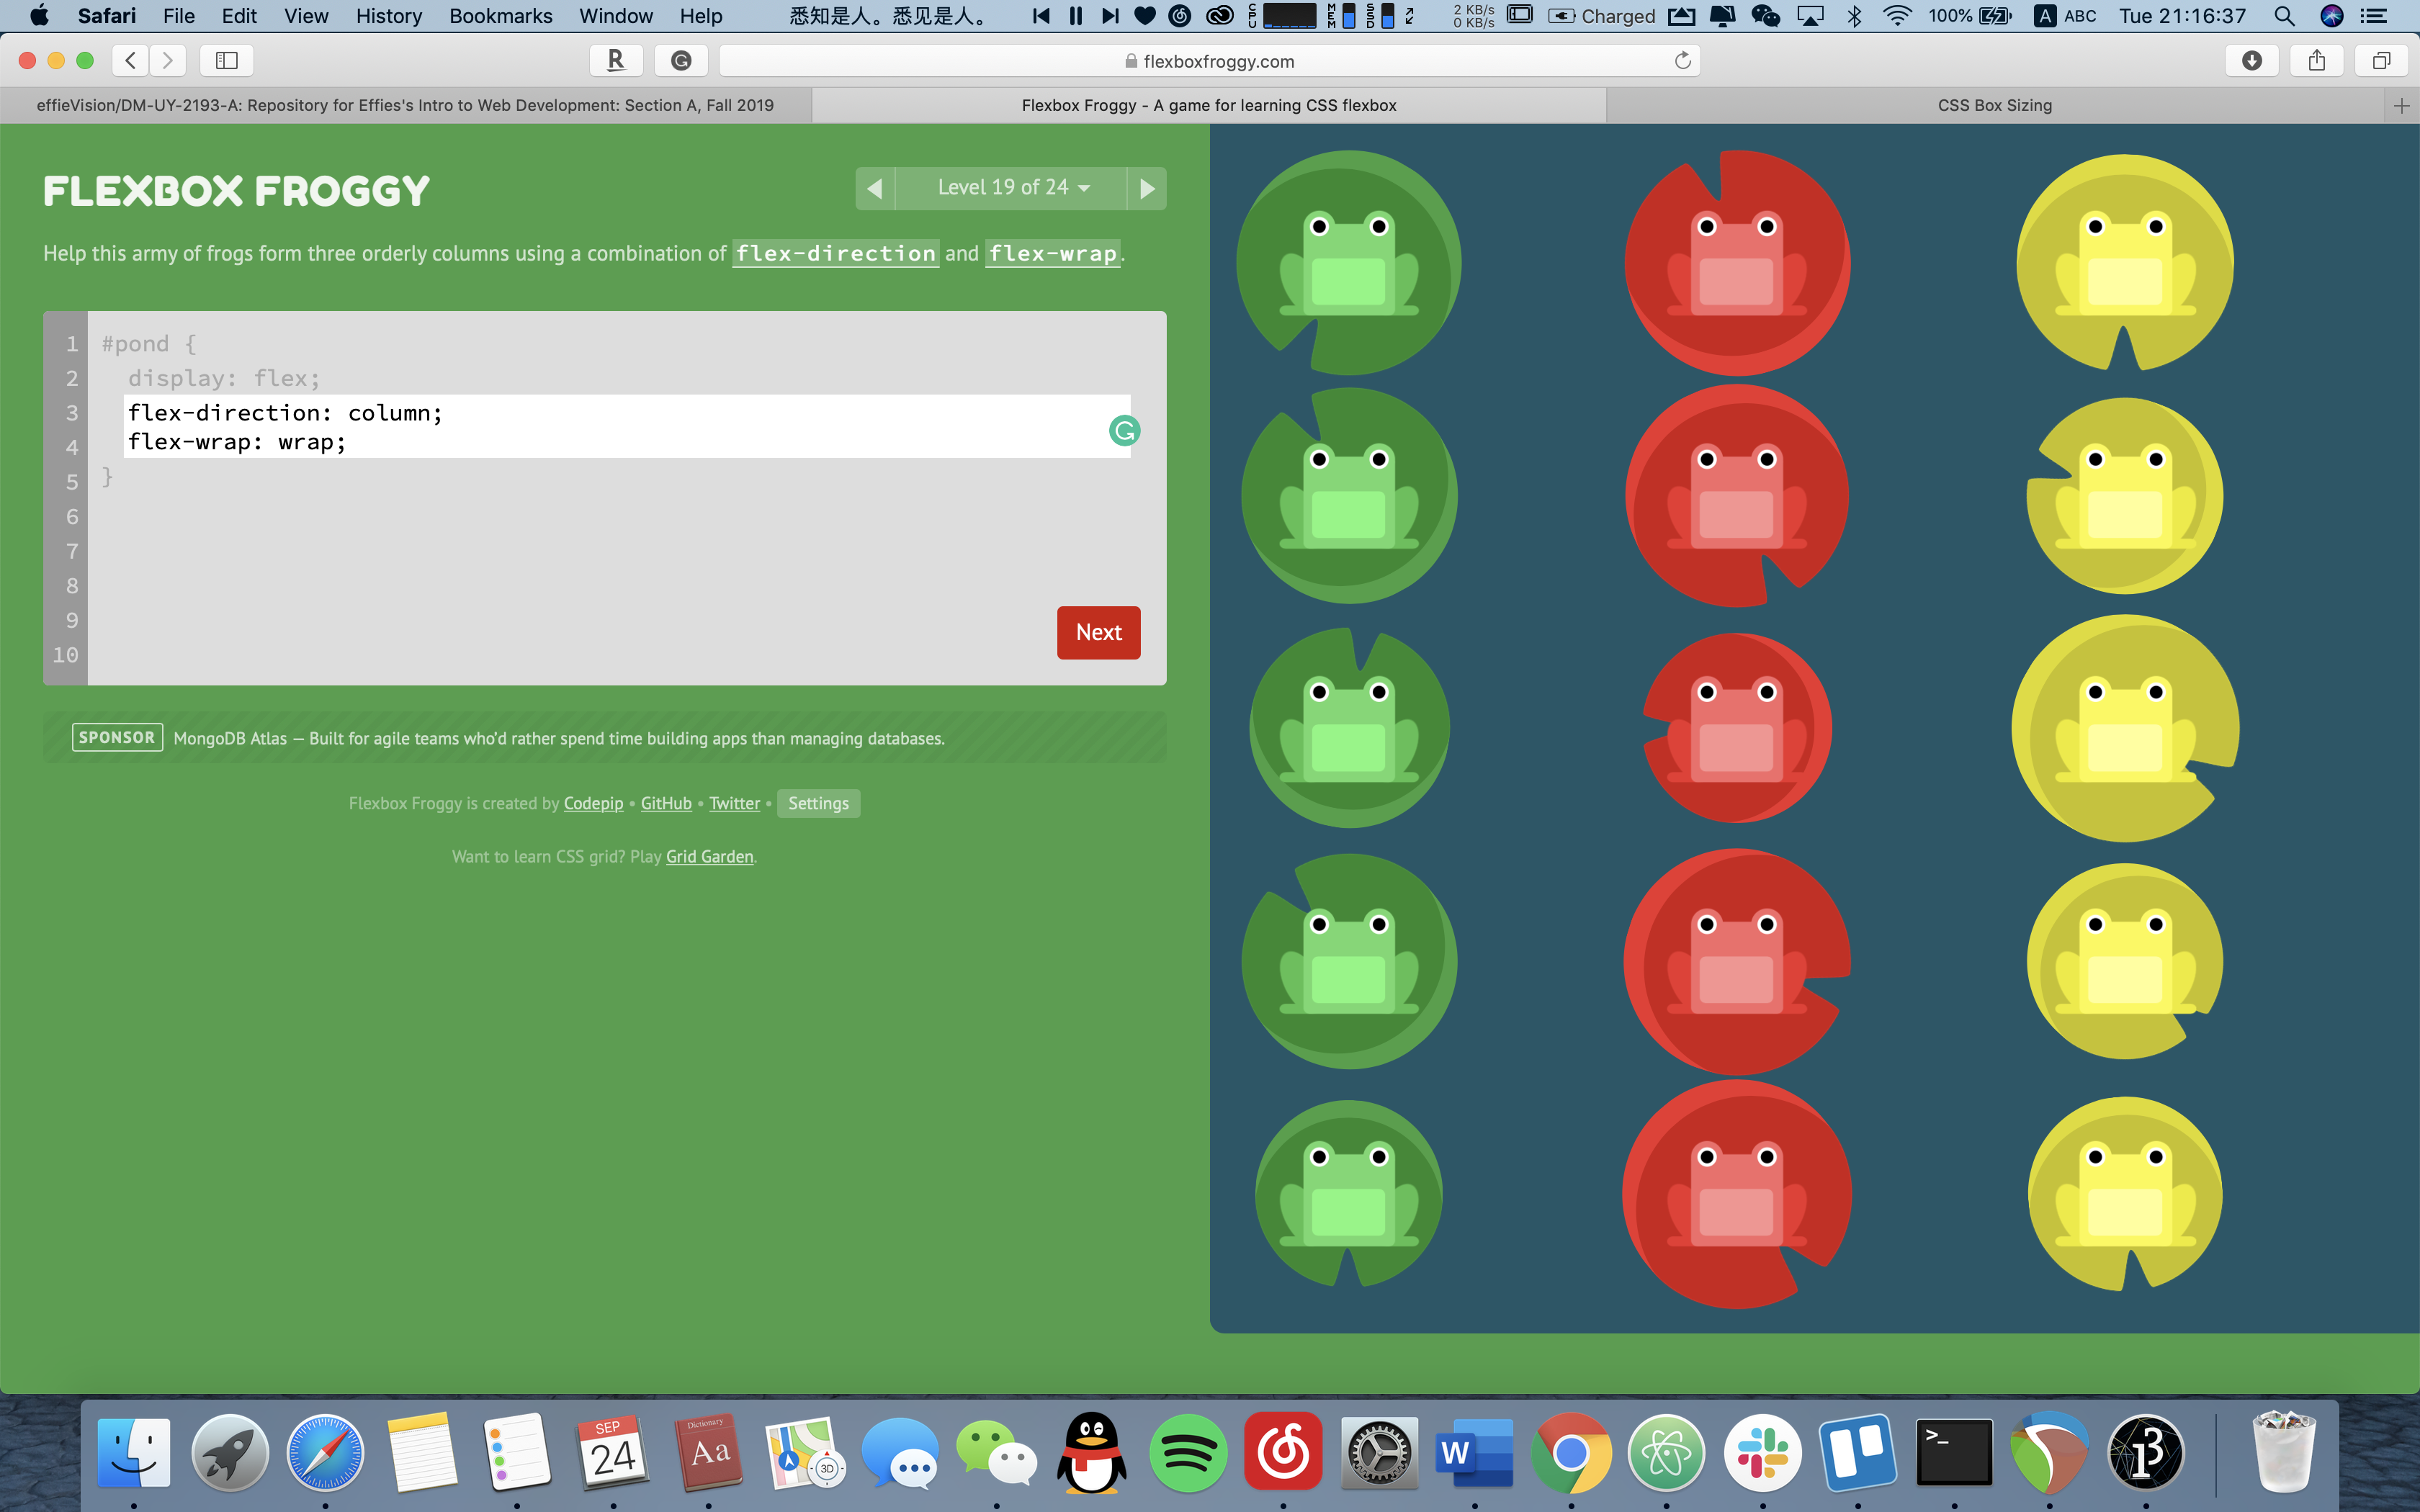 Safari File Edit View History Bookmarks Window Help 悉知是人。悉见是人。 CPU MEM SSD 2 KB/s 0 KB/s Charged 100% A ABC Tue 21:16:37
R G flexboxfroggy.com
effieVision/DM-UY-2193-A: Repository for Effies's Intro to Web Development: Section A, Fall 2019 Flexbox Froggy - A game for learning CSS flexbox CSS Box Sizing
FLEXBOX FROGGY
Level 19 of 24
Help this army of frogs form three orderly columns using a combination of flex-direction and flex-wrap.
1 #pond {
2 display: flex;
3 flex-direction: column;
4 flex-wrap: wrap;
5 }
6
7
8
9
10
Next
SPONSOR MongoDB Atlas — Built for agile teams who'd rather spend time building apps than managing databases.
Flexbox Froggy is created by Codepip • GitHub • Twitter • Settings
Want to learn CSS grid? Play Grid Garden.
SEP
24
Dictionary
Aa
3D
W
>_